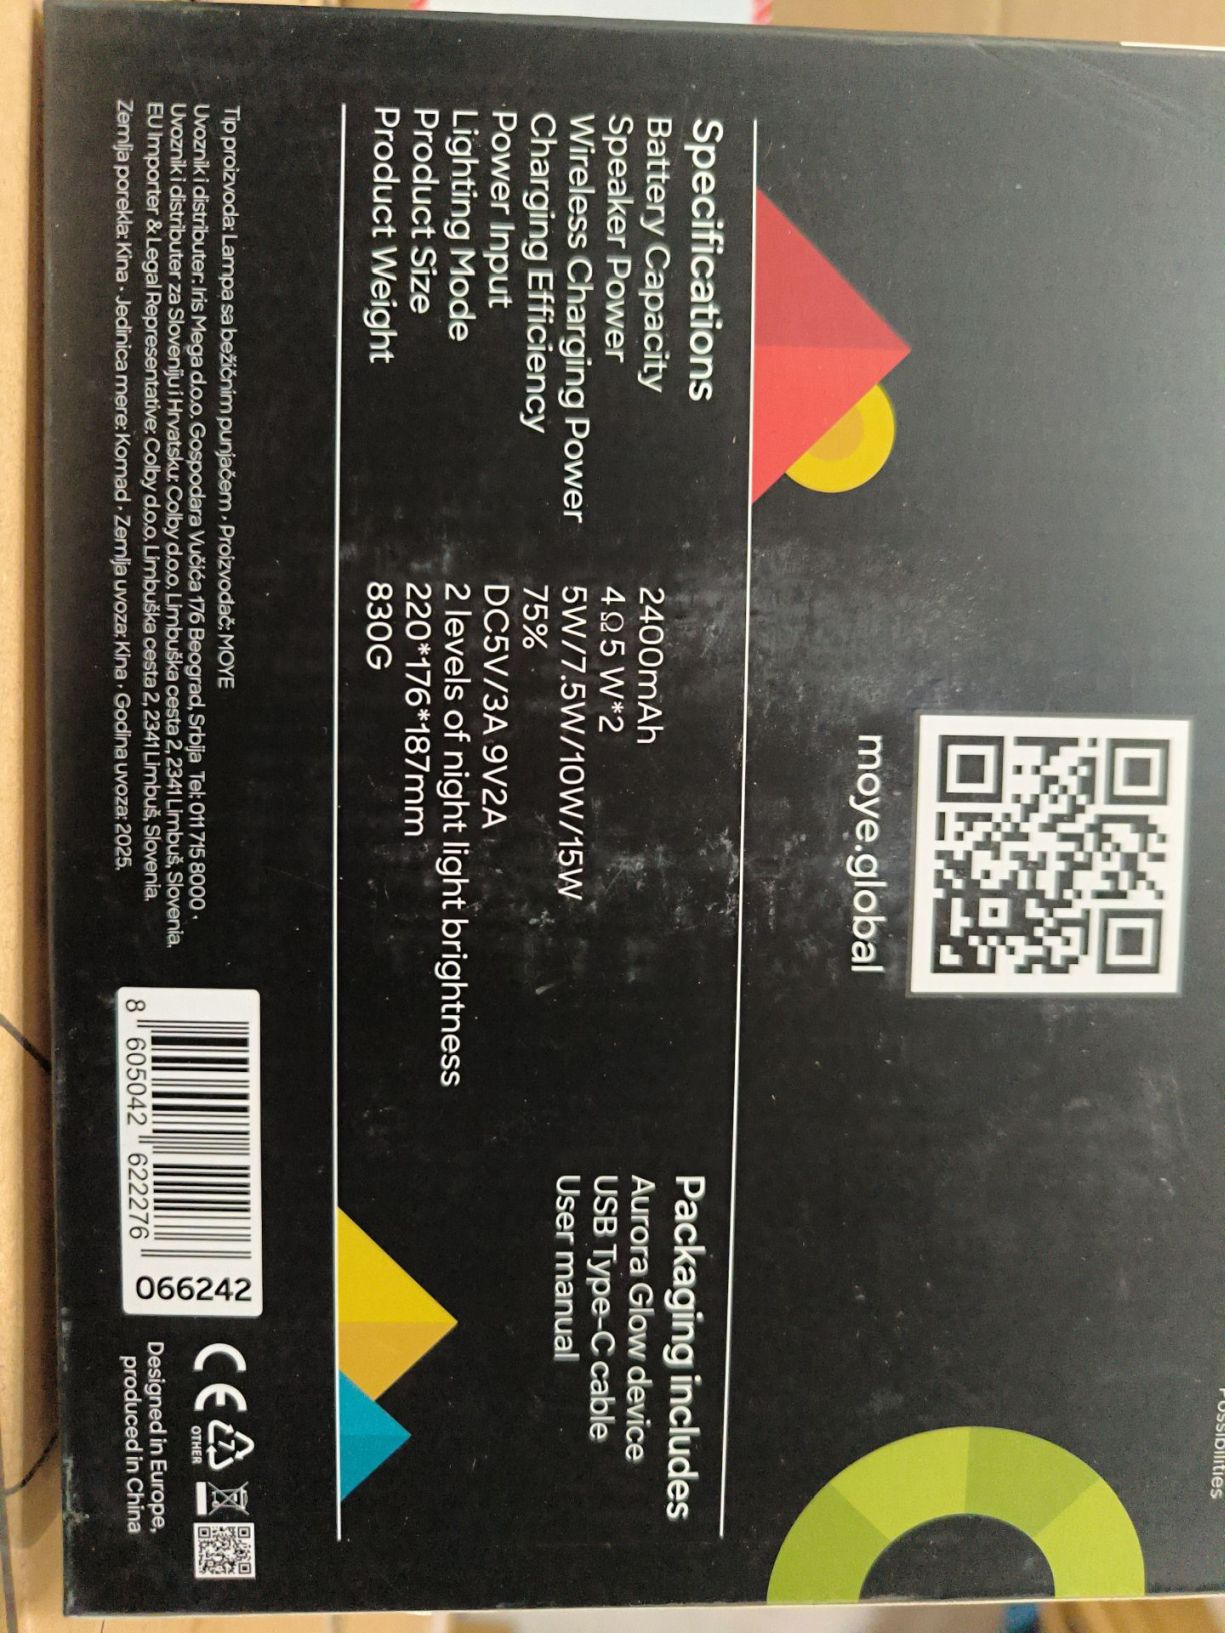 Possibilities
moye.global
Specifications
Battery Capacity 2400mAh
Speaker Power 4Ω 5 W*2
Wireless Charging Power 5W/7.5W/10W/15W
Charging Efficiency 75%
Power Input DC5V/3A 9V2A
Lighting Mode 2 levels of night light brightness
Product Size 220*176*187mm
Product Weight 830G
Packaging includes
Aurora Glow device
USB Type-C cable
User manual
Tip proizvoda: Lampa sa bežičnim punjačem • Proizvođač: MOYE
Uvoznik i distributer: Iris Mega d.o.o, Gospodara Vučića 176 Beograd, Srbija Tel: 011 715 8000 •
Uvoznik i distributer za Sloveniju i Hrvatsku: Colby d.o.o, Limbuška cesta 2, 2341 Limbuš, Slovenia,
EU Importer & Legal Representative; Colby d.o.o, Limbuška cesta 2, 2341 Limbuš, Slovenia.
Zemlja porekla: Kina • Jedinica mere: Komad • Zemlja uvoza: Kina • Godina uvoza: 2025.
8 605042 622276
066242
CE
7
OTHER
Designed in Europe,
produced in China